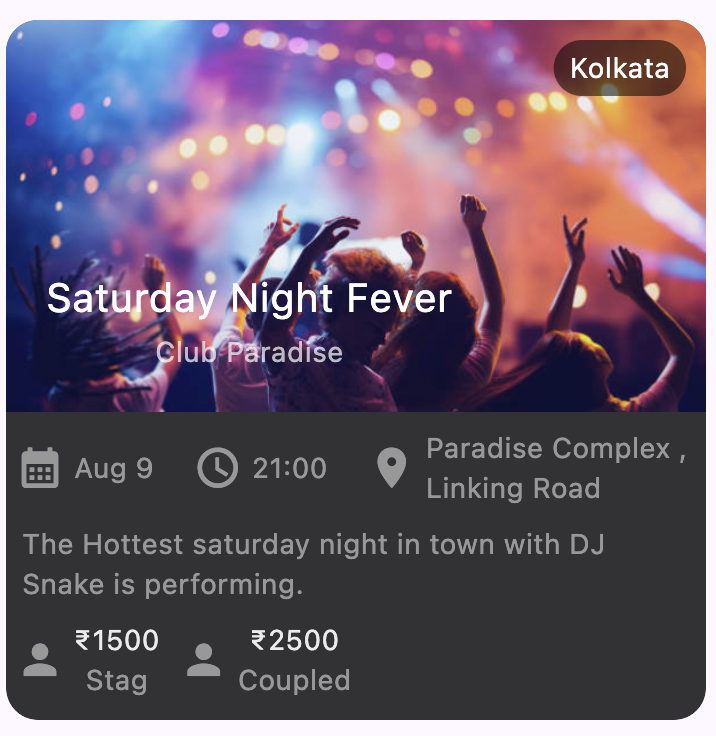 Kolkata
Saturday Night Fever
Club Paradise
Aug 9
21:00
Paradise Complex ,
Linking Road
The Hottest saturday night in town with DJ
Snake is performing.
₹1500
Stag
₹2500
Coupled